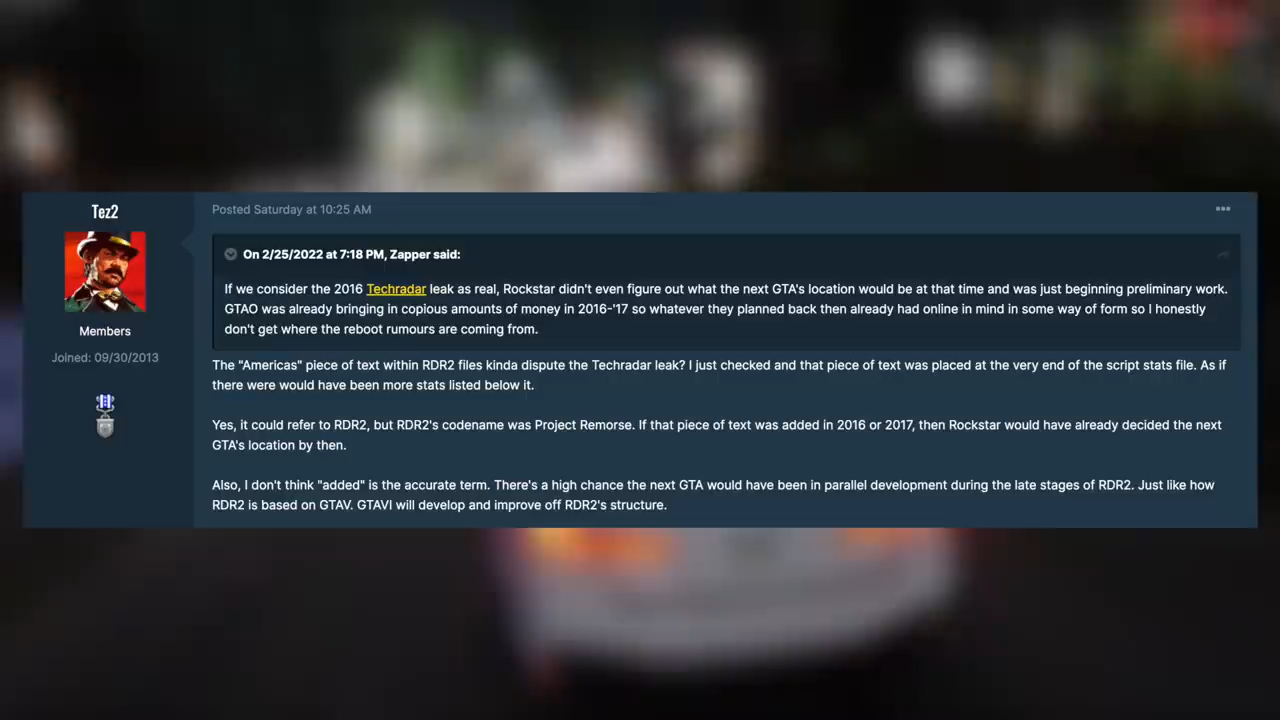 Tez2
Members
Joined: 09/30/2013
Posted Saturday at 10:25 AM
On 2/25/2022 at 7:18 PM, Zapper said:
If we consider the 2016 Techradar leak as real, Rockstar didn't even figure out what the next GTA's location would be at that time and was just beginning preliminary work.
GTAO was already bringing in copious amounts of money in 2016-'17 so whatever they planned back then already had online in mind in some way of form so I honestly
don't get where the reboot rumours are coming from.
The "Americas" piece of text within RDR2 files kinda dispute the Techradar leak? I just checked and that piece of text was placed at the very end of the script stats file. As if
there were would have been more stats listed below it.
Yes, it could refer to RDR2, but RDR2's codename was Project Remorse. If that piece of text was added in 2016 or 2017, then Rockstar would have already decided the next
GTA's location by then.
Also, I don't think "added" is the accurate term. There's a high chance the next GTA would have been in parallel development during the late stages of RDR2. Just like how
RDR2 is based on GTAV. GTAVI will develop and improve off RDR2's structure.